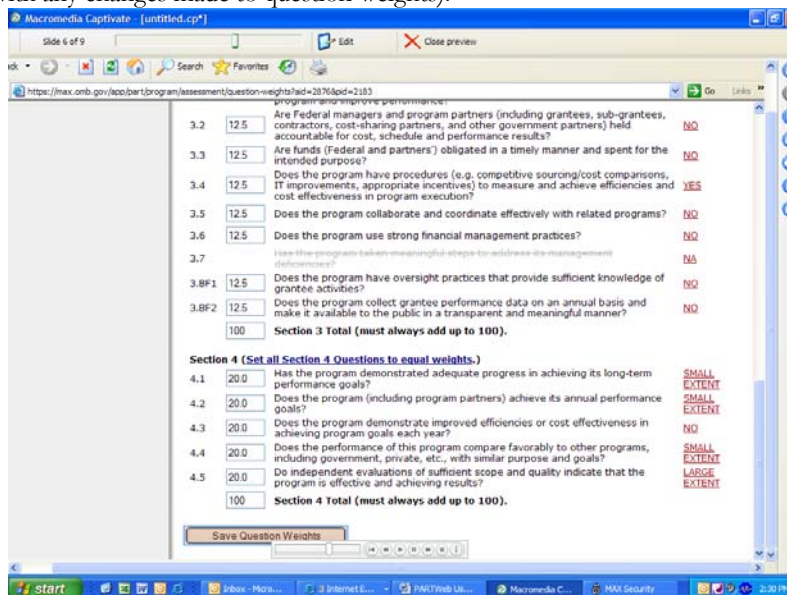 with any changes made to question weights).
Macromedia Captivate - [untitled.cp*]
Slide 6 of 9
Edit
Close preview
Search
Favorites
https://max.omb.gov/app/part/program/assessment/question-weights?aid=2876&pid=2183
Go
Links
program and improve performance?
3.2 12.5 Are Federal managers and program partners (including grantees, sub-grantees, NO
contractors, cost-sharing partners, and other government partners) held
accountable for cost, schedule and performance results?
3.3 12.5 Are funds (Federal and partners') obligated in a timely manner and spent for the NO
intended purpose?
3.4 12.5 Does the program have procedures (e.g. competitive sourcing/cost comparisons, YES
IT improvements, appropriate incentives) to measure and achieve efficiencies and
cost effectiveness in program execution?
3.5 12.5 Does the program collaborate and coordinate effectively with related programs? NO
3.6 12.5 Does the program use strong financial management practices? NO
3.7 Has the program taken meaningful steps to address its management NA
deficiencies?
3.8F1 12.5 Does the program have oversight practices that provide sufficient knowledge of NO
grantee activities?
3.8F2 12.5 Does the program collect grantee performance data on an annual basis and NO
make it available to the public in a transparent and meaningful manner?
100 Section 3 Total (must always add up to 100).
Section 4 (Set all Section 4 Questions to equal weights.)
4.1 20.0 Has the program demonstrated adequate progress in achieving its long-term SMALL
performance goals? EXTENT
4.2 20.0 Does the program (including program partners) achieve its annual performance SMALL
goals? EXTENT
4.3 20.0 Does the program demonstrate improved efficiencies or cost effectiveness in NO
achieving program goals each year?
4.4 20.0 Does the performance of this program compare favorably to other programs, SMALL
including government, private, etc., with similar purpose and goals? EXTENT
4.5 20.0 Do independent evaluations of sufficient scope and quality indicate that the LARGE
program is effective and achieving results? EXTENT
100 Section 4 Total (must always add up to 100).
Save Question Weights
start
Inbox - Micro...
3 Internet E...
PARTWeb Us...
Macromedia C...
MAX Security
2:30 PM